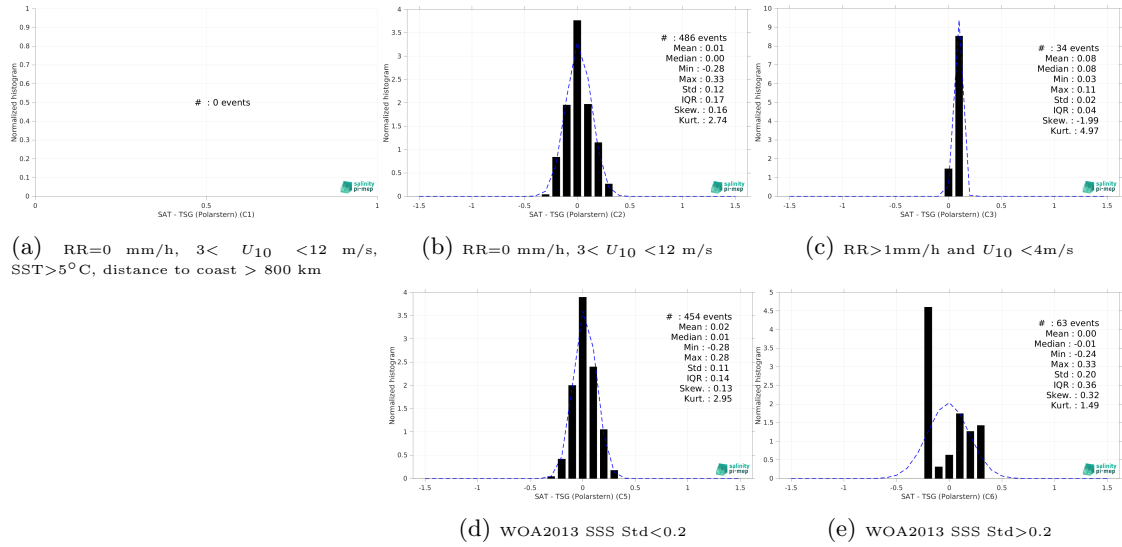 1
0.9
0.8
0.7
0.6
0.5
0.4
0.3
0.2
0.1
0
Normalized histogram
# : 0 events
salinity
pi-mep
0
0.5
1
SAT - TSG (Polarstern) (C1)
(a) RR=0 mm/h, 3< U10 <12 m/s,
SST>5°C, distance to coast > 800 km
4
3.5
3
2.5
2
1.5
1
0.5
0
Normalized histogram
# : 486 events
Mean : 0.01
Median : 0.00
Min : -0.28
Max : 0.33
Std : 0.12
IQR : 0.17
Skew. : 0.16
Kurt. : 2.74
salinity
pi-mep
-1.5
-1
-0.5
0
0.5
1
1.5
SAT - TSG (Polarstern) (C2)
(b) RR=0 mm/h, 3< U10 <12 m/s
10
9
8
7
6
5
4
3
2
1
0
Normalized histogram
# : 34 events
Mean : 0.08
Median : 0.08
Min : 0.03
Max : 0.11
Std : 0.02
IQR : 0.04
Skew. : -1.99
Kurt. : 4.97
salinity
pi-mep
-1.5
-1
-0.5
0
0.5
1
1.5
SAT - TSG (Polarstern) (C3)
(c) RR>1mm/h and U10 <4m/s
4
3.5
3
2.5
2
1.5
1
0.5
0
Normalized histogram
# : 454 events
Mean : 0.02
Median : 0.01
Min : -0.28
Max : 0.28
Std : 0.11
IQR : 0.14
Skew. : 0.13
Kurt. : 2.95
salinity
pi-mep
-1.5
-1
-0.5
0
0.5
1
1.5
SAT - TSG (Polarstern) (C5)
(d) WOA2013 SSS Std<0.2
5
4.5
4
3.5
3
2.5
2
1.5
1
0.5
0
Normalized histogram
# : 63 events
Mean : 0.00
Median : -0.01
Min : -0.24
Max : 0.33
Std : 0.20
IQR : 0.36
Skew. : 0.32
Kurt. : 1.49
salinity
pi-mep
-1.5
-1
-0.5
0
0.5
1
1.5
SAT - TSG (Polarstern) (C6)
(e) WOA2013 SSS Std>0.2